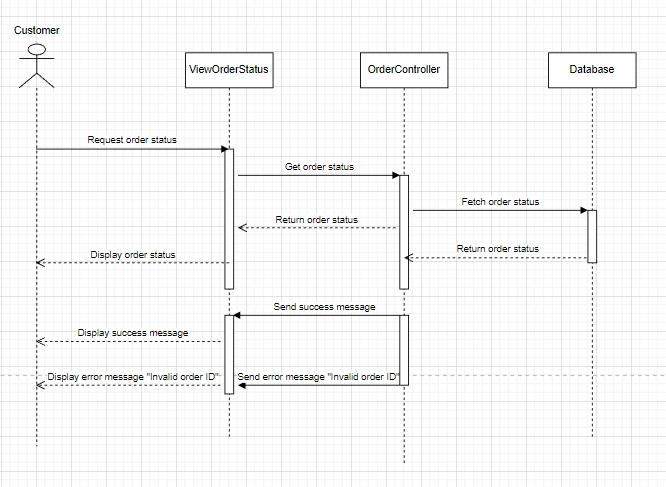 Customer
ViewOrderStatus
OrderController
Database
Request order status
Get order status
Fetch order status
Return order status
Return order status
Display order status
Send success message
Display success message
Display error message "Invalid order ID"
Send error message "Invalid order ID"